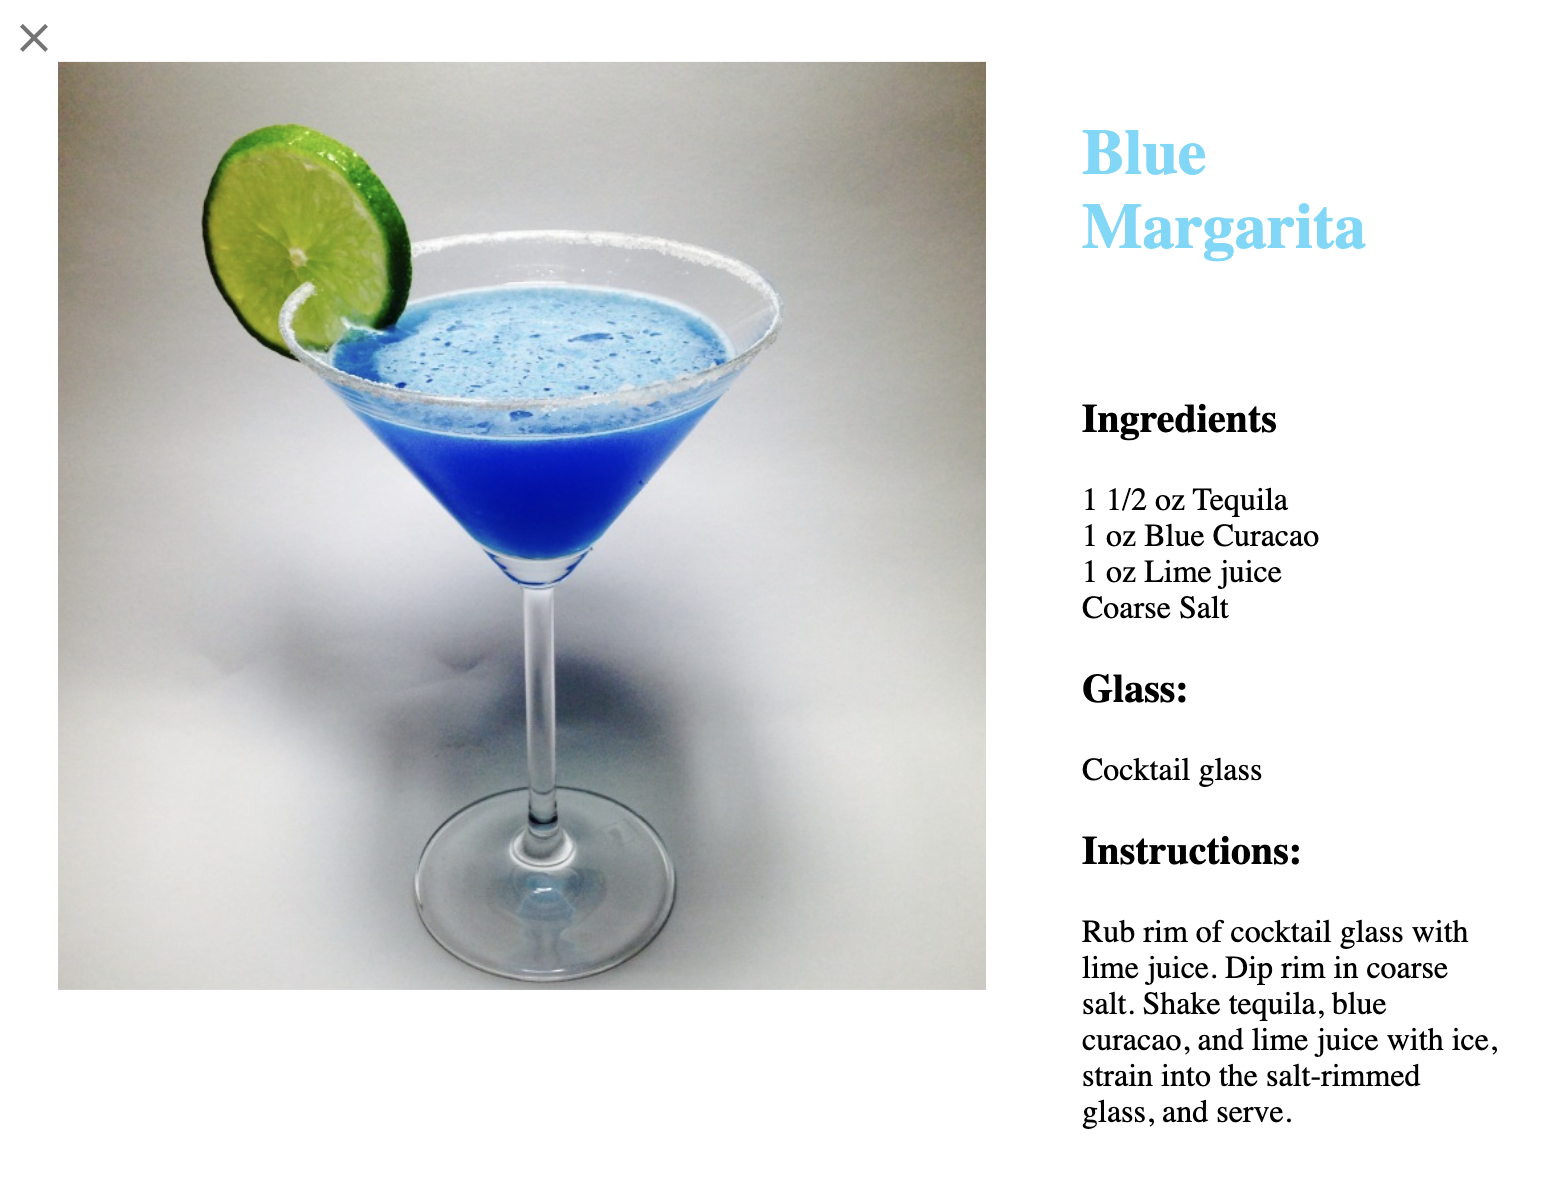 Blue
Margarita
Ingredients
1 1/2 oz Tequila
1 oz Blue Curacao
1 oz Lime juice
Coarse Salt
Glass:
Cocktail glass
Instructions:
Rub rim of cocktail glass with
lime juice. Dip rim in coarse
salt. Shake tequila, blue
curacao, and lime juice with ice,
strain into the salt-rimmed
glass, and serve.